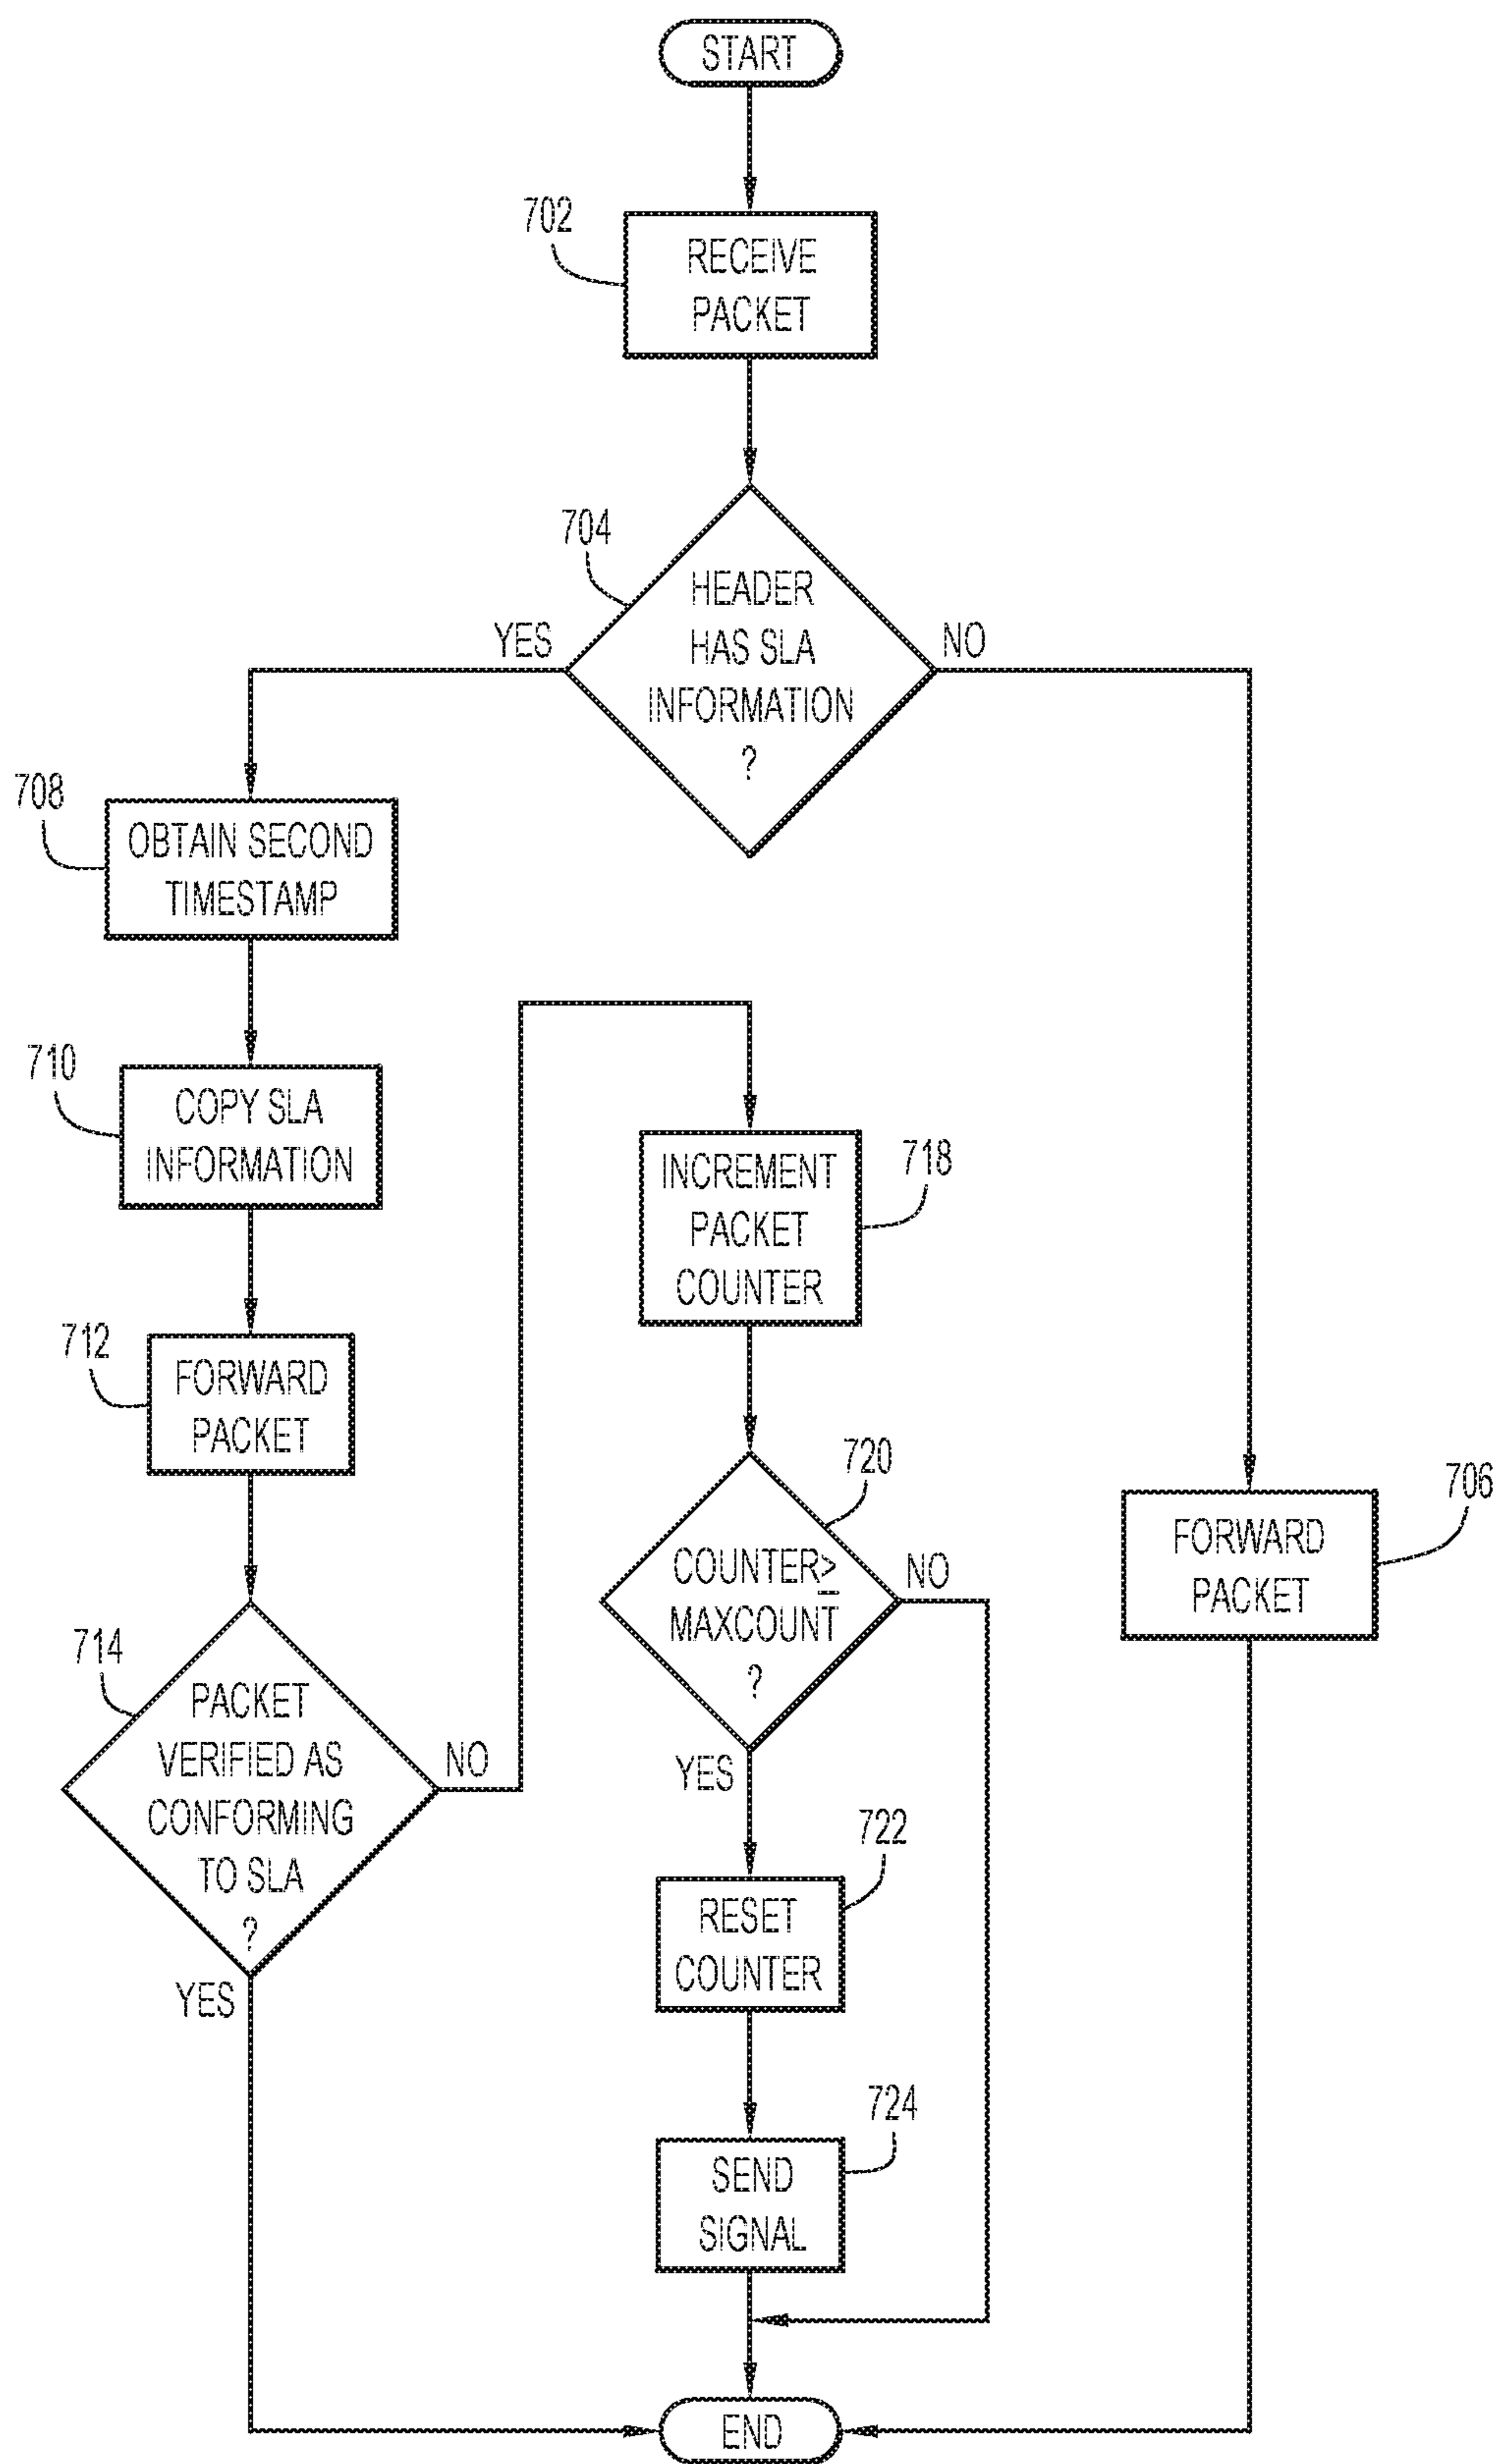 START
702
RECEIVE
PACKET
704
HEADER
HAS SLA
INFORMATION
?
YES
NO
708
OBTAIN SECOND
TIMESTAMP
710
COPY SLA
INFORMATION
712
FORWARD
PACKET
714
PACKET
VERIFIED AS
CONFORMING
TO SLA
?
NO
YES
718
INCREMENT
PACKET
COUNTER
720
COUNTER≥
MAXCOUNT
?
NO
YES
722
RESET
COUNTER
724
SEND
SIGNAL
706
FORWARD
PACKET
END